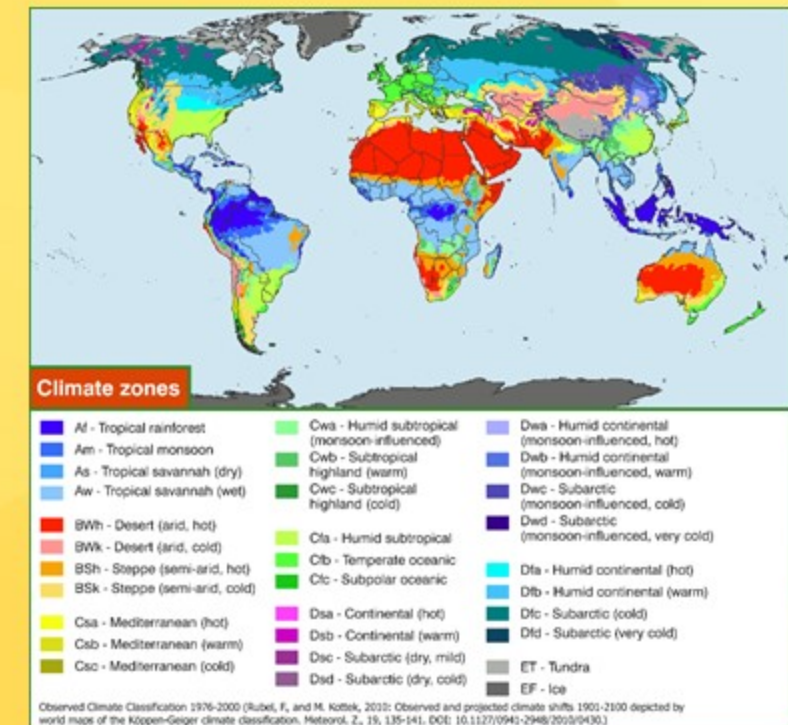 Climate zones
Af - Tropical rainforest
Am - Tropical monsoon
As - Tropical savannah (dry)
Aw - Tropical savannah (wet)
BWh - Desert (arid, hot)
BWk - Desert (arid, cold)
BSh - Steppe (semi-arid, hot)
BSk - Steppe (semi-arid, cold)
Csa - Mediterranean (hot)
Csb - Mediterranean (warm)
Csc - Mediterranean (cold)
Cwa - Humid subtropical
(monsoon-influenced)
Cwb - Subtropical
highland (warm)
Cwc - Subtropical
highland (cold)
Cfa - Humid subtropical
Cfb - Temperate oceanic
Cfc - Subpolar oceanic
Dsa - Continental (hot)
Dsb - Continental (warm)
Dsc - Subarctic (dry, mild)
Dsd - Subarctic (dry, cold)
Dwa - Humid continental
(monsoon-influenced, hot)
Dwb - Humid continental
(monsoon-influenced, warm)
Dwc - Subarctic
(monsoon-influenced, cold)
Dwd - Subarctic
(monsoon-influenced, very cold)
Dfa - Humid continental (hot)
Dfb - Humid continental (warm)
Dfc - Subarctic (cold)
Dfd - Subarctic (very cold)
ET - Tundra
EF - Ice
Observed Climate Classification 1976-2000 (Rubel, F., and M. Kottek, 2010: Observed and projected climate shifts 1901-2100 depicted by
world maps of the Köppen-Geiger climate classification. Meteorol. Z., 19, 135-141. DOI: 10.1127/0941-2948/2010/0430.)